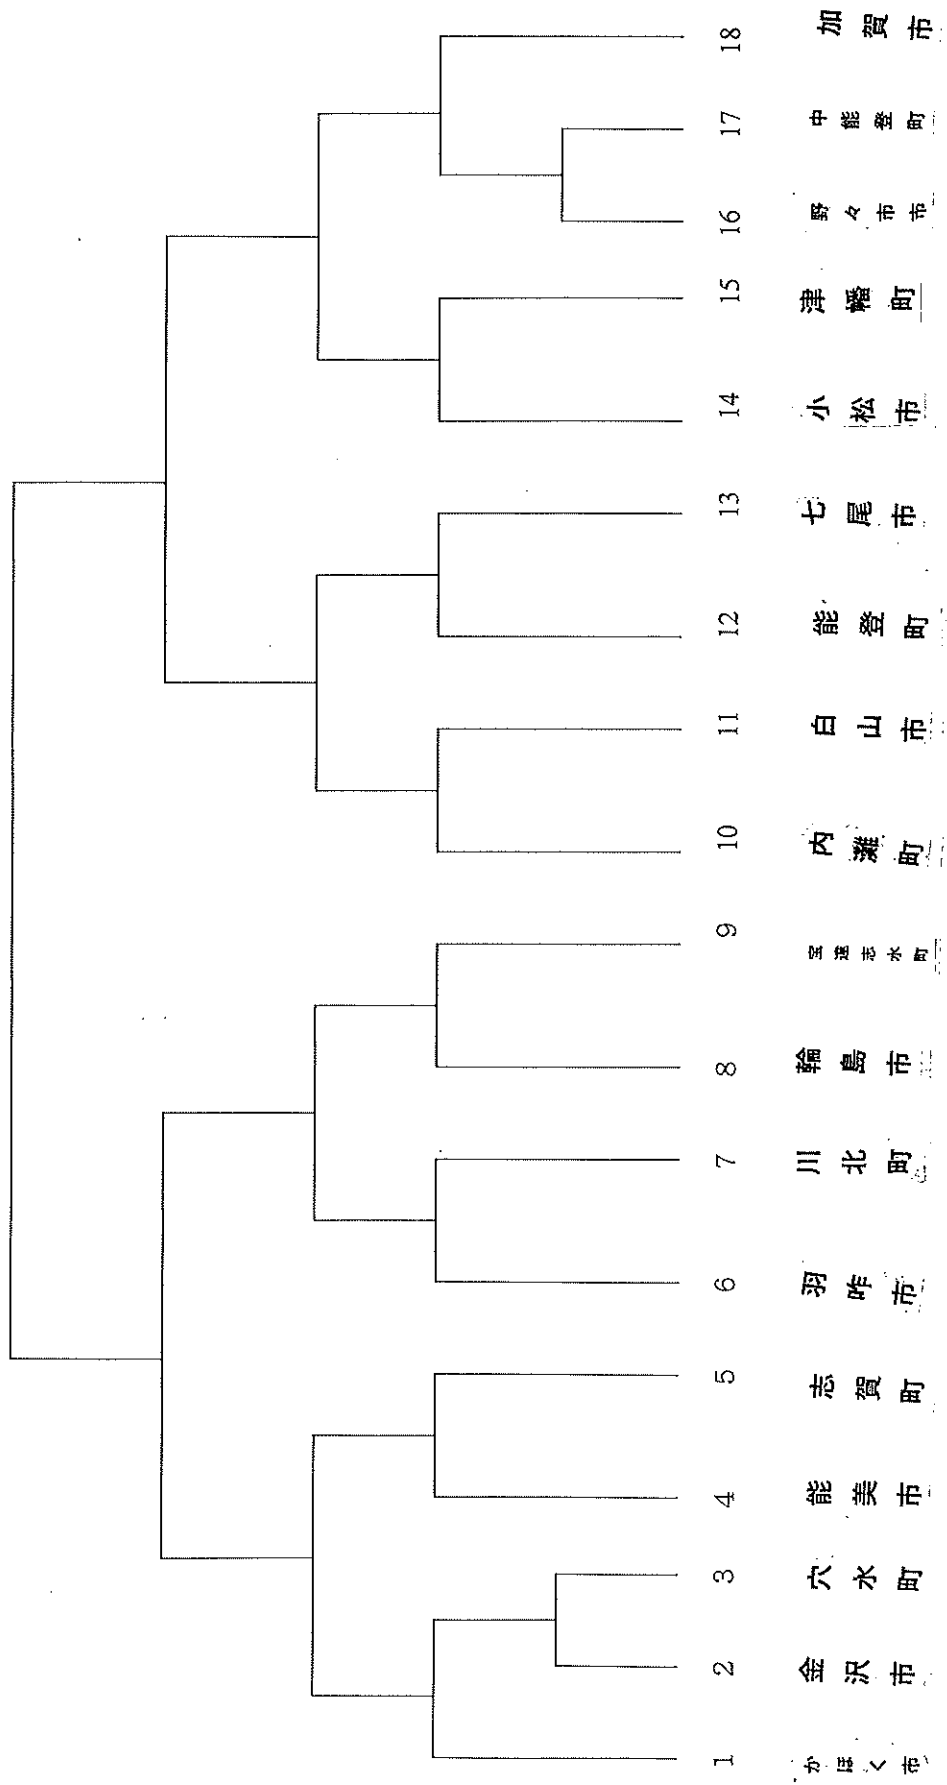 1 かほく市
2 金沢市
3 穴水町
4 能美市
5 志賀町
6 羽咋市
7 川北町
8 輪島市
9 宝達志水町
10 内灘町
11 白山市
12 能登町
13 七尾市
14 小松市
15 津幡町
16 野々市市
17 中能登町
18 加賀市